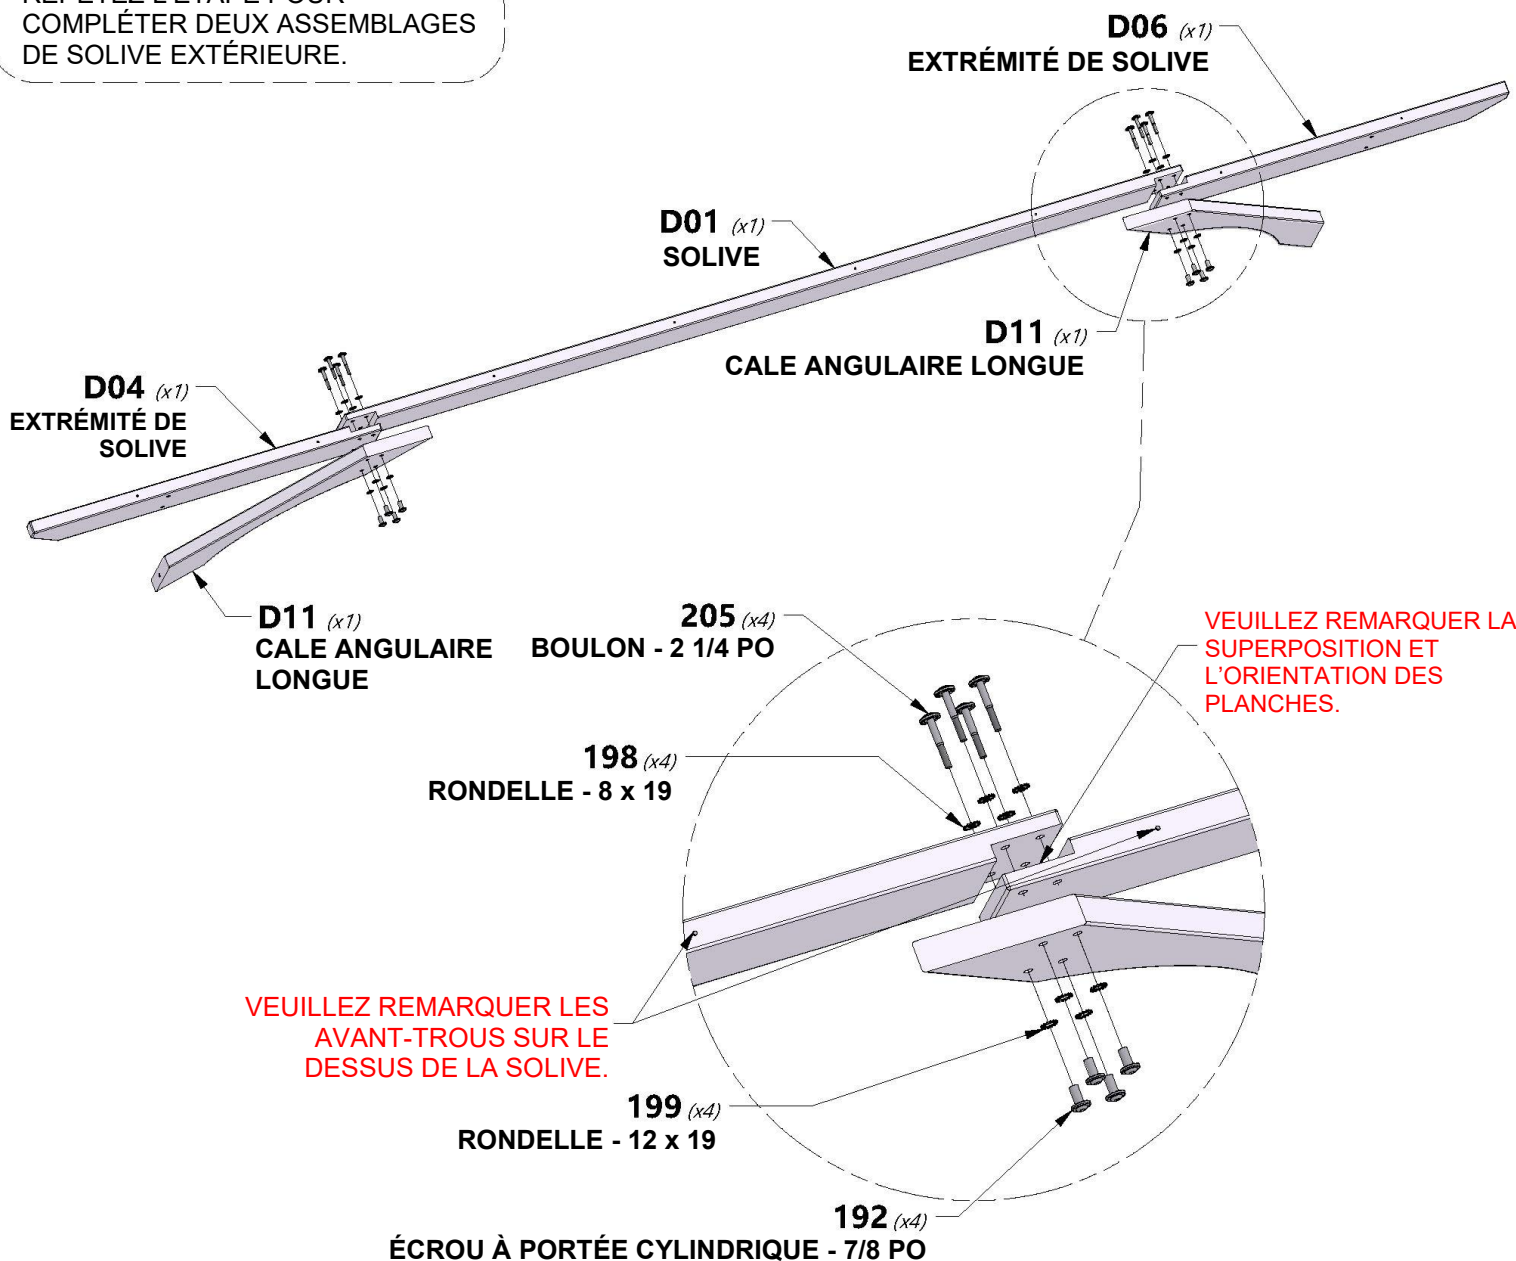 RÉPÉTEZ L'ÉTAPE POUR
COMPLÉTER DEUX ASSEMBLAGES
DE SOLIVE EXTÉRIEURE.
D06 (x1)
EXTRÉMITÉ DE SOLIVE
D01 (x1)
SOLIVE
D11 (x1)
CALE ANGULAIRE LONGUE
D04 (x1)
EXTRÉMITÉ DE
SOLIVE
D11 (x1)
CALE ANGULAIRE
LONGUE
205 (x4)
BOULON - 2 1/4 PO
VEUILLEZ REMARQUER LA
SUPERPOSITION ET
L'ORIENTATION DES
PLANCHES.
198 (x4)
RONDELLE - 8 x 19
VEUILLEZ REMARQUER LES
AVANT-TROUS SUR LE
DESSUS DE LA SOLIVE.
199 (x4)
RONDELLE - 12 x 19
192 (x4)
ÉCROU À PORTÉE CYLINDRIQUE - 7/8 PO